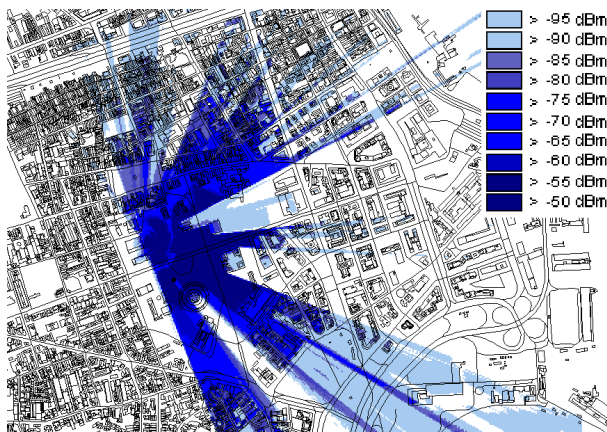 > -95 dBm
> -90 dBm
> -85 dBm
> -80 dBm
> -75 dBm
> -70 dBm
> -65 dBm
> -60 dBm
> -55 dBm
> -50 dBm